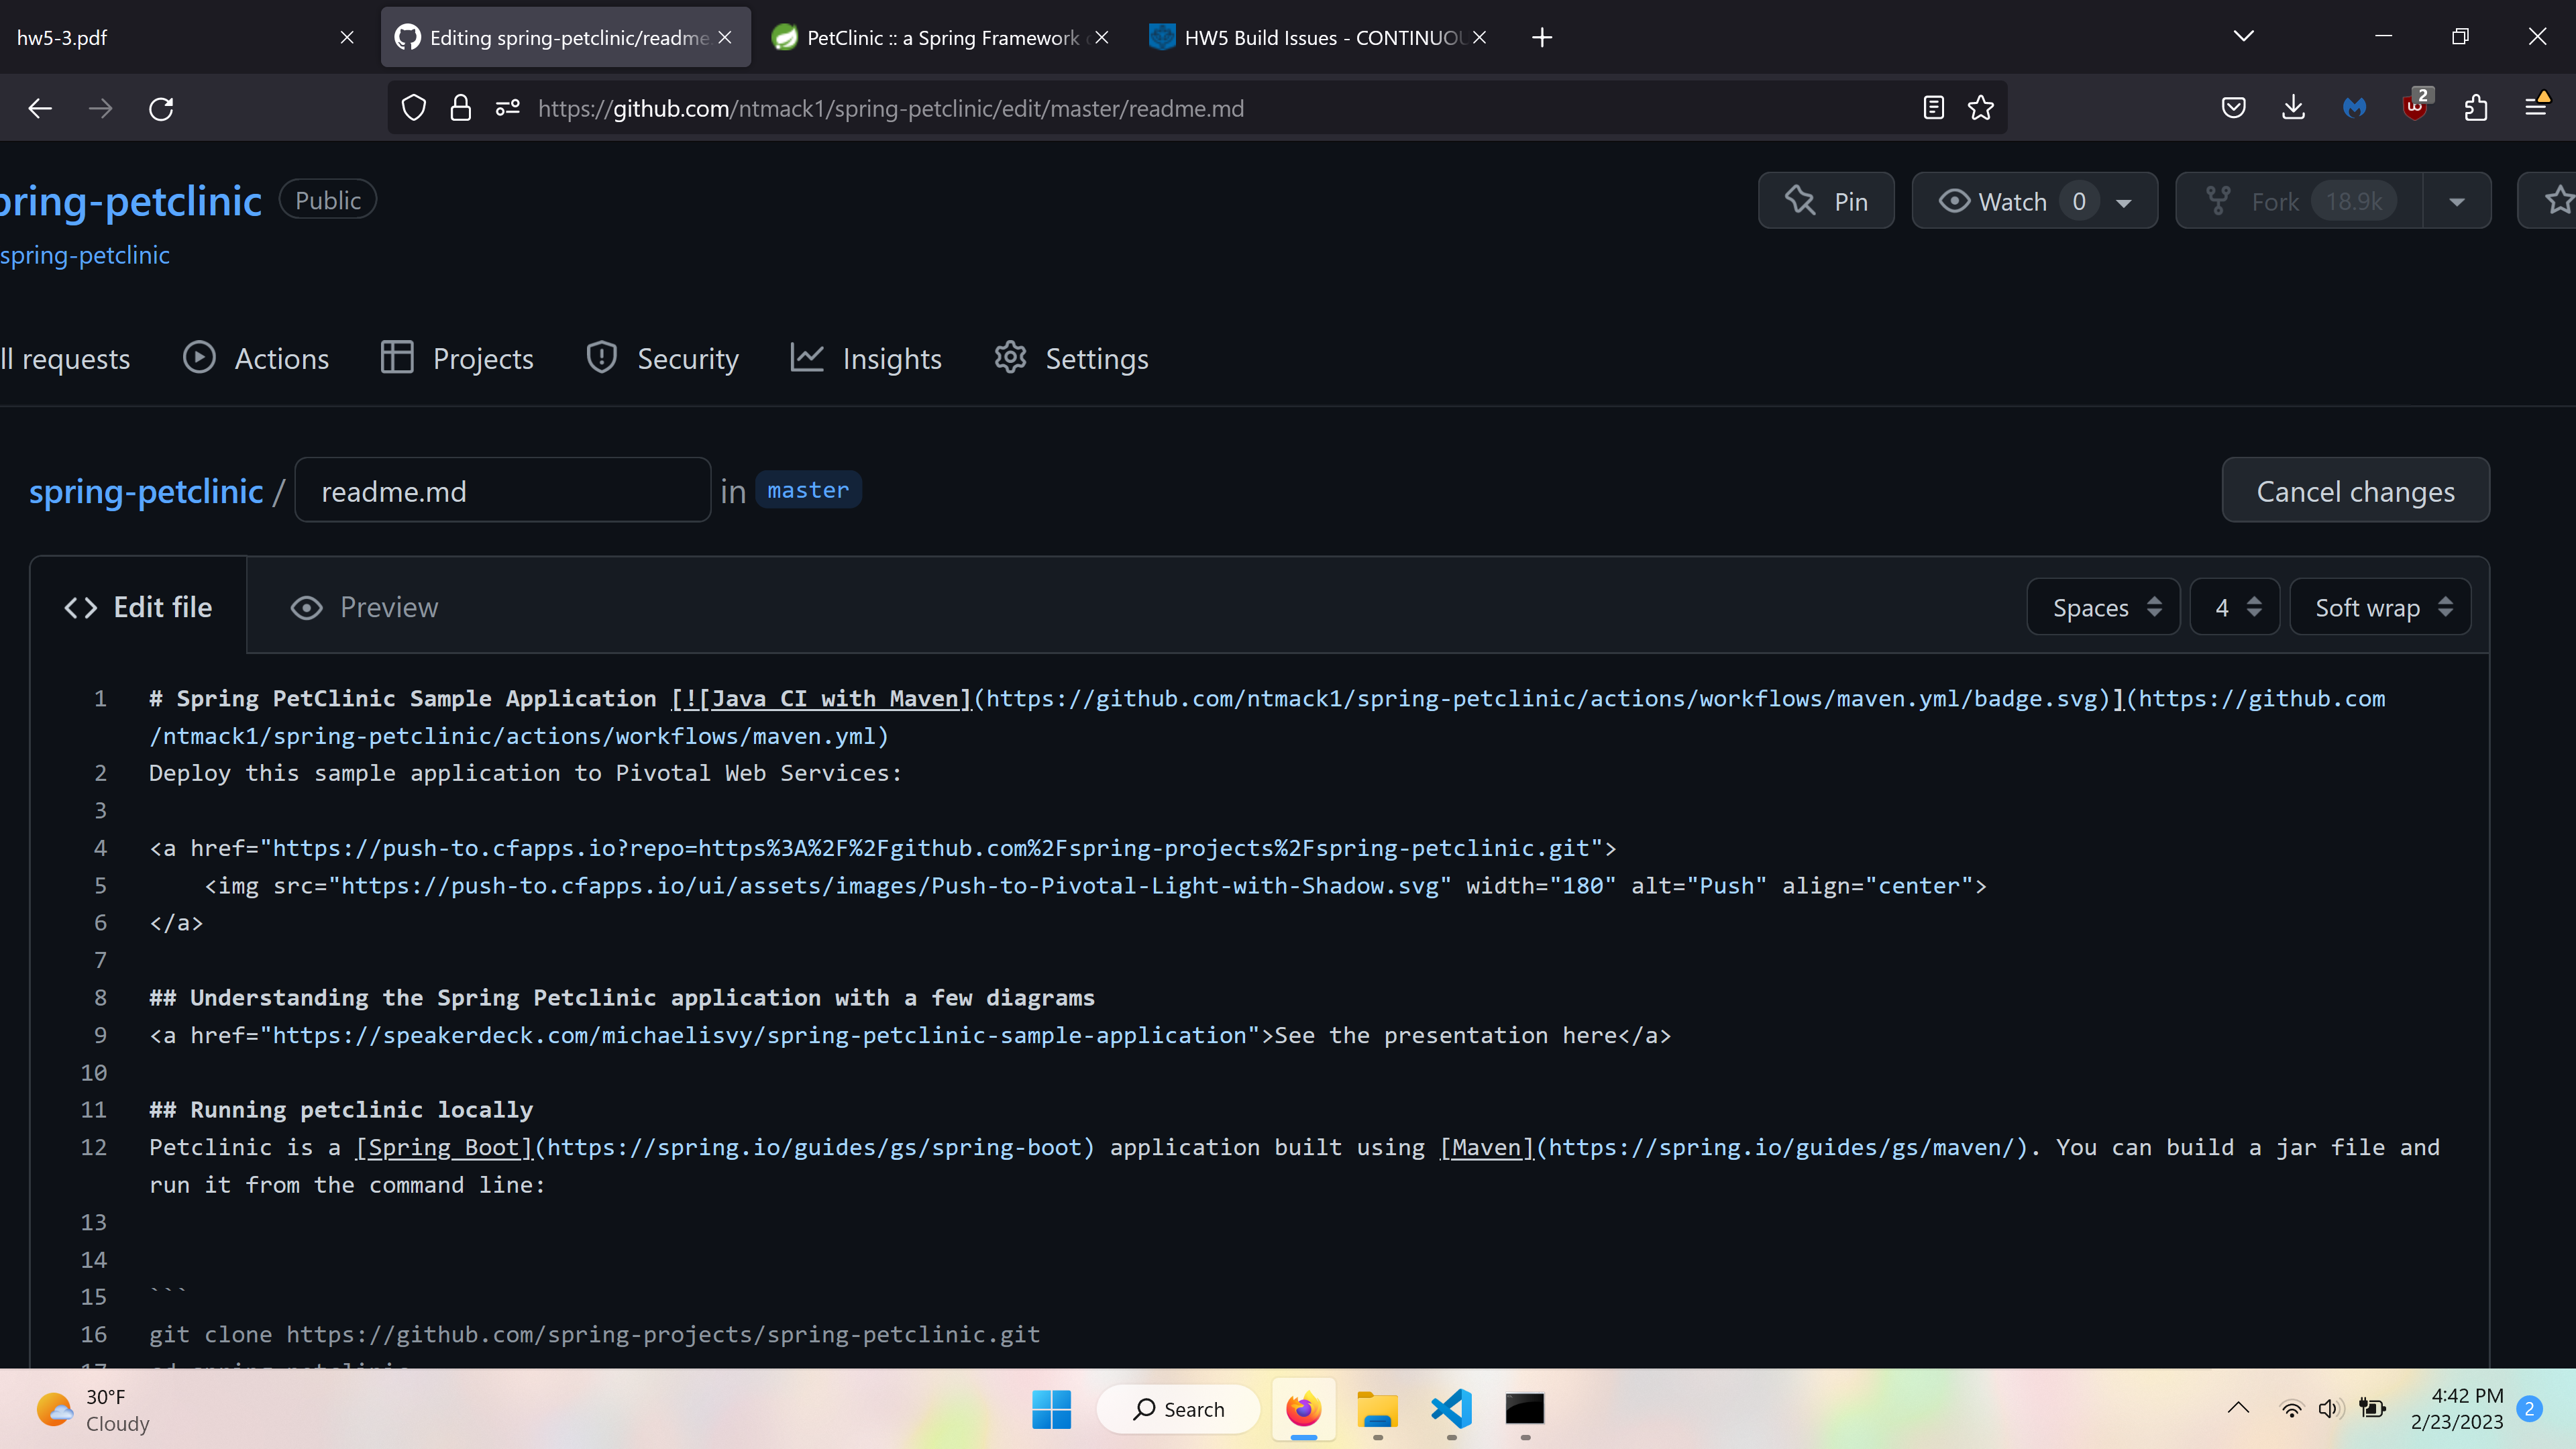 hw5-3.pdf
Editing spring-petclinic/readme.
PetClinic :: a Spring Framework
HW5 Build Issues - CONTINUOU
https://github.com/ntmack1/spring-petclinic/edit/master/readme.md
2
pring-petclinic
Public
Pin
Watch 0
Fork 18.9k
spring-petclinic
ll requests
Actions
Projects
Security
Insights
Settings
spring-petclinic / readme.md in master
Cancel changes
Edit file
Preview
Spaces
4
Soft wrap
1 # Spring PetClinic Sample Application [![Java CI with Maven](https://github.com/ntmack1/spring-petclinic/actions/workflows/maven.yml/badge.svg)](https://github.com
/ntmack1/spring-petclinic/actions/workflows/maven.yml)
2 Deploy this sample application to Pivotal Web Services:
3
4 <a href="https://push-to.cfapps.io?repo=https%3A%2F%2Fgithub.com%2Fspring-projects%2Fspring-petclinic.git">
5     <img src="https://push-to.cfapps.io/ui/assets/images/Push-to-Pivotal-Light-with-Shadow.svg" width="180" alt="Push" align="center">
6 </a>
7
8 ## Understanding the Spring Petclinic application with a few diagrams
9 <a href="https://speakerdeck.com/michaelisvy/spring-petclinic-sample-application">See the presentation here</a>
10
11 ## Running petclinic locally
12 Petclinic is a [Spring Boot](https://spring.io/guides/gs/spring-boot) application built using [Maven](https://spring.io/guides/gs/maven/). You can build a jar file and
run it from the command line:
13
14
15 ```
16 git clone https://github.com/spring-projects/spring-petclinic.git
17 cd spring-petclinic
30°F
Cloudy
Search
4:42 PM
2/23/2023
2